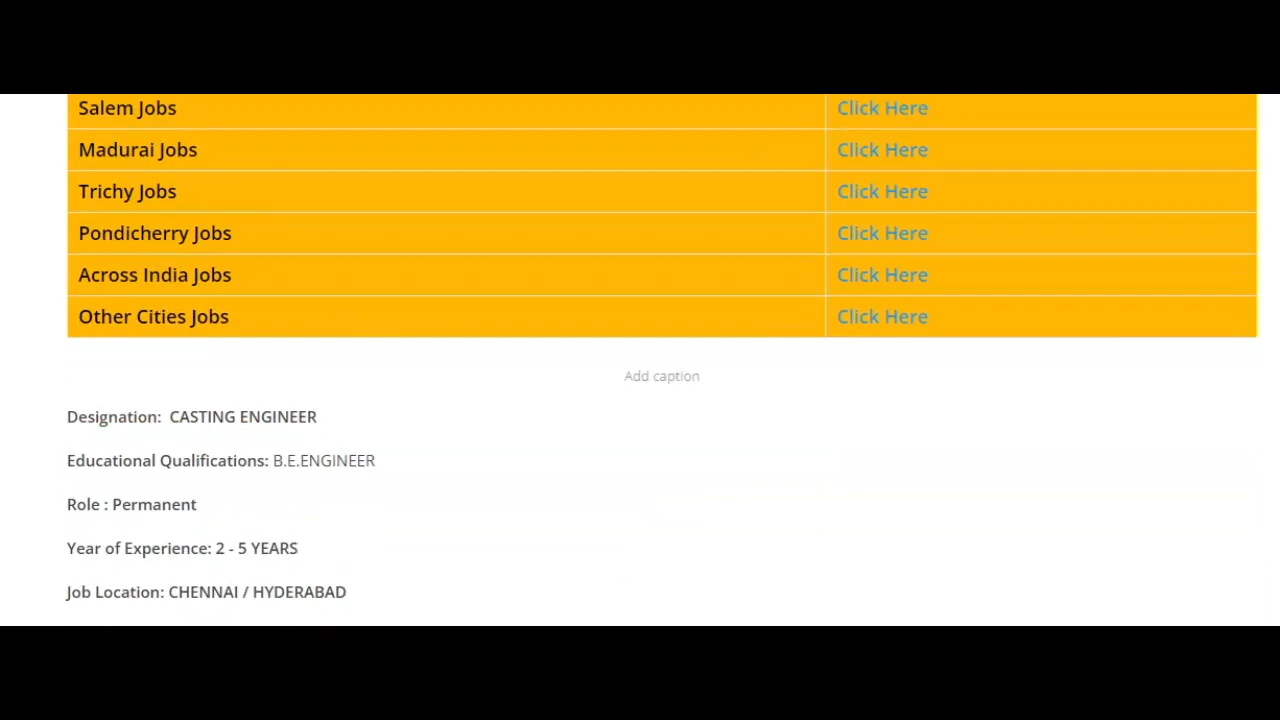 Salem Jobs Click Here
Madurai Jobs Click Here
Trichy Jobs Click Here
Pondicherry Jobs Click Here
Across India Jobs Click Here
Other Cities Jobs Click Here
Add caption
Designation: CASTING ENGINEER
Educational Qualifications: B.E.ENGINEER
Role : Permanent
Year of Experience: 2 - 5 YEARS
Job Location: CHENNAI / HYDERABAD